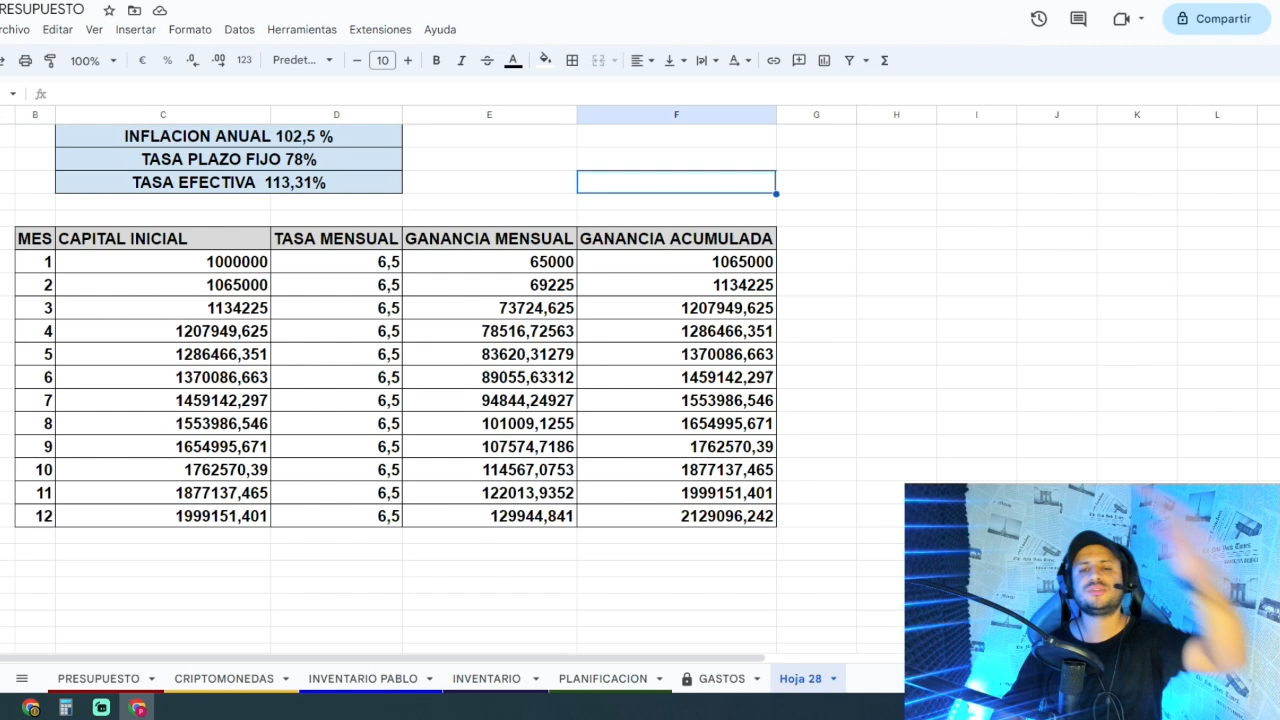 RESUPUESTO
rchivo Editar Ver Insertar Formato Datos Herramientas Extensiones Ayuda
Compartir
100% € % .0 .00 123 Predet... 10 B I A
fx
B C D E F G H I J K L
INFLACION ANUAL 102,5 %
TASA PLAZO FIJO 78%
TASA EFECTIVA 113,31%
MES CAPITAL INICIAL TASA MENSUAL GANANCIA MENSUAL GANANCIA ACUMULADA
1 1000000 6,5 65000 1065000
2 1065000 6,5 69225 1134225
3 1134225 6,5 73724,625 1207949,625
4 1207949,625 6,5 78516,72563 1286466,351
5 1286466,351 6,5 83620,31279 1370086,663
6 1370086,663 6,5 89055,63312 1459142,297
7 1459142,297 6,5 94844,24927 1553986,546
8 1553986,546 6,5 101009,1255 1654995,671
9 1654995,671 6,5 107574,7186 1762570,39
10 1762570,39 6,5 114567,0753 1877137,465
11 1877137,465 6,5 122013,9352 1999151,401
12 1999151,401 6,5 129944,841 2129096,242
PRESUPUESTO CRIPTOMONEDAS INVENTARIO PABLO INVENTARIO PLANIFICACION GASTOS Hoja 28